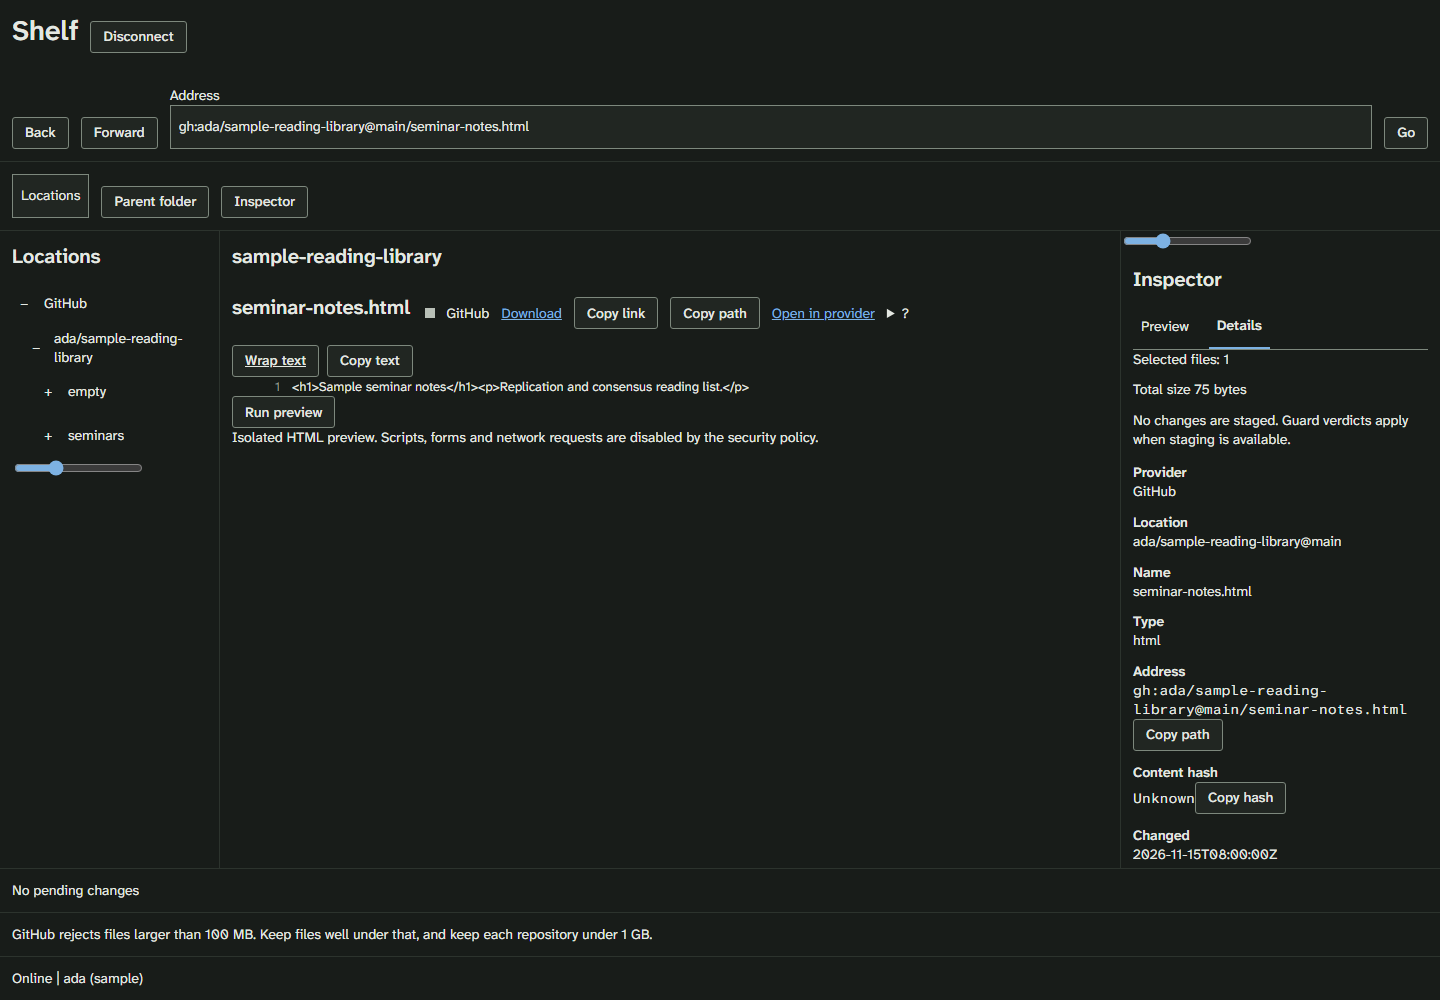 Shelf
Disconnect
Address
Back
Forward
gh:ada/sample-reading-library@main/seminar-notes.html
Go
Locations
Parent folder
Inspector
Locations
– GitHub
– ada/sample-reading-
library
+ empty
+ seminars
sample-reading-library
seminar-notes.html
GitHub
Download
Copy link
Copy path
Open in provider
?
Wrap text
Copy text
1 <h1>Sample seminar notes</h1><p>Replication and consensus reading list.</p>
Run preview
Isolated HTML preview. Scripts, forms and network requests are disabled by the security policy.
Inspector
Preview
Details
Selected files: 1
Total size 75 bytes
No changes are staged. Guard verdicts apply
when staging is available.
Provider
GitHub
Location
ada/sample-reading-library@main
Name
seminar-notes.html
Type
html
Address
gh:ada/sample-reading-
library@main/seminar-notes.html
Copy path
Content hash
Unknown
Copy hash
Changed
2026-11-15T08:00:00Z
No pending changes
GitHub rejects files larger than 100 MB. Keep files well under that, and keep each repository under 1 GB.
Online | ada (sample)